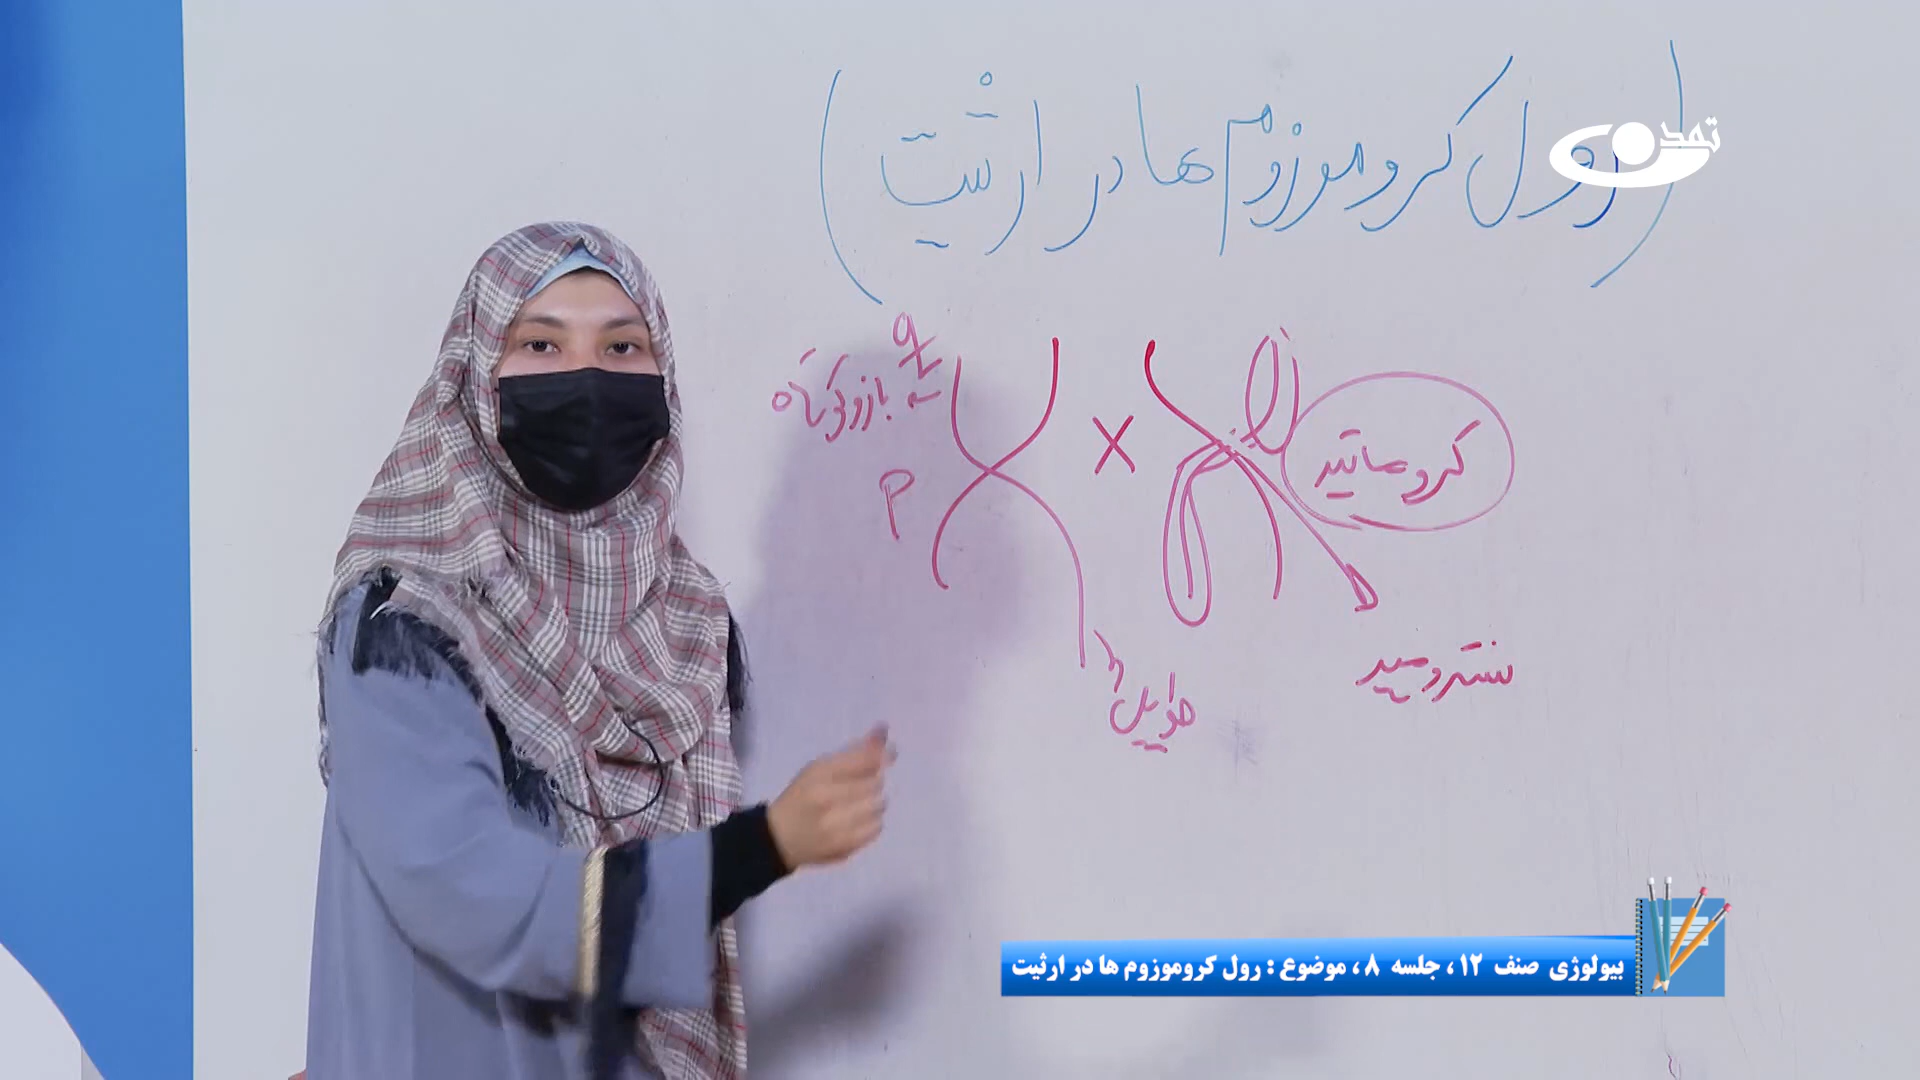 تمدن
(رول کروموزوم ها در ارثیت)
q
بازو کوتاه
P
X
کروماتید
سنترومیر
طویل
بیولوژی صنف ۱۲، جلسه ۸، موضوع : رول کروموزوم ها در ارثیت